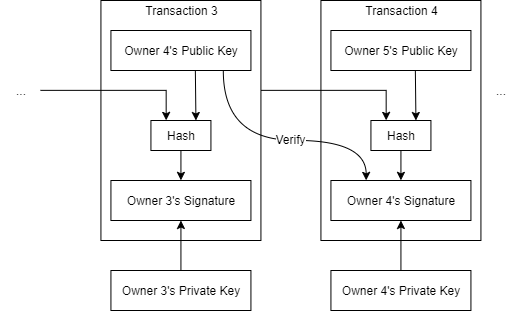 Transaction 3
Transaction 4
Owner 4's Public Key
Owner 5's Public Key
...
...
Hash
Verify
Hash
Owner 3's Signature
Owner 4's Signature
Owner 3's Private Key
Owner 4's Private Key